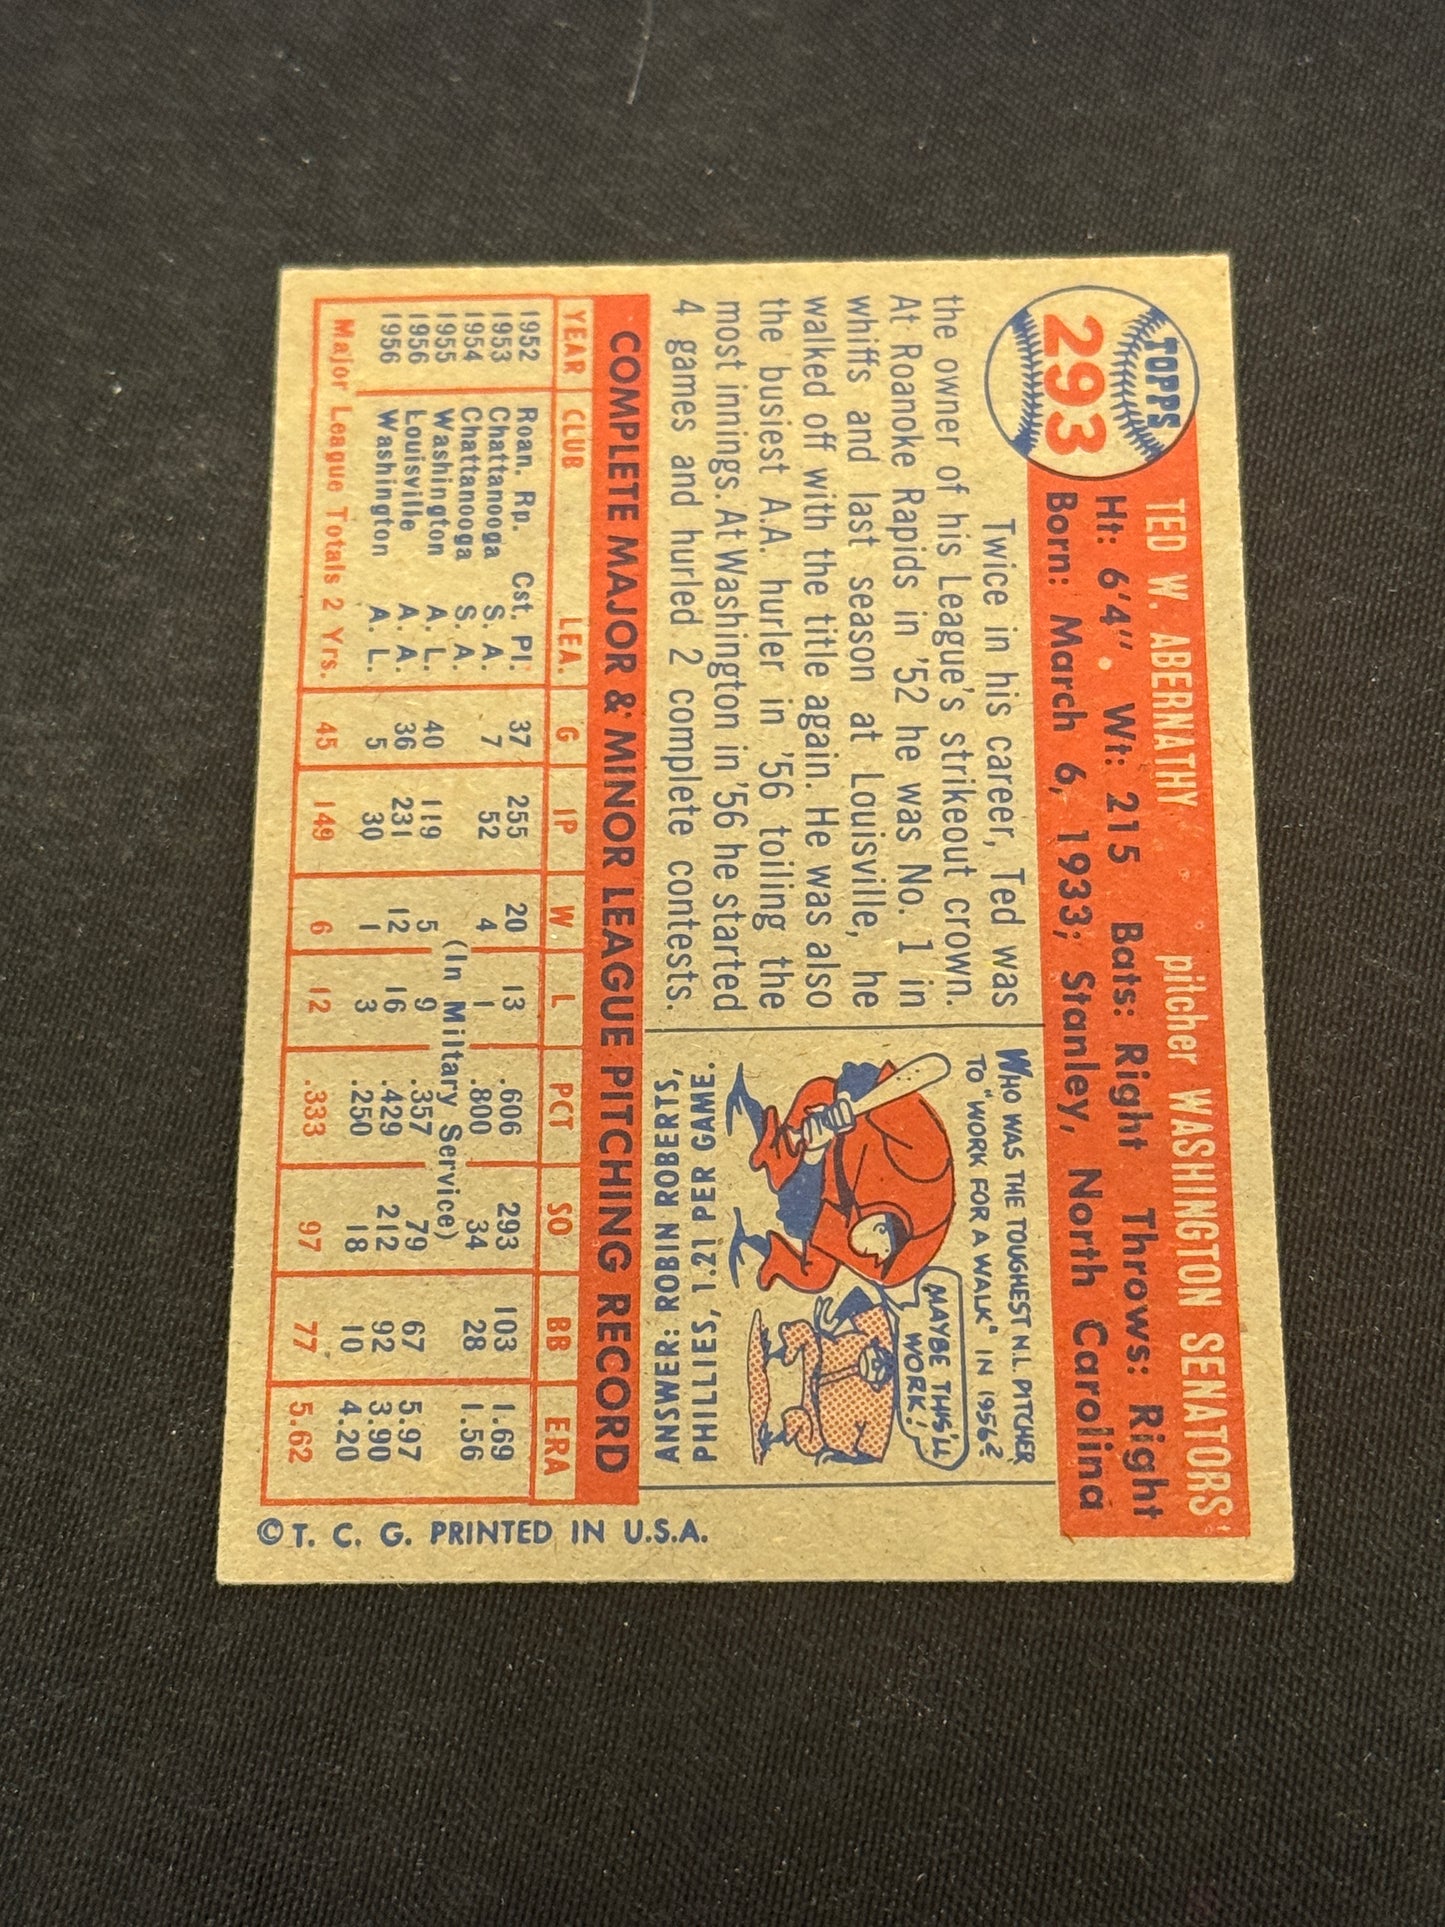 TOPPS
293
TED W. ABERNATHY pitcher WASHINGTON SENATORS
Ht: 6'4" • Wt: 215 Bats: Right Throws: Right
Born: March 6, 1933; Stanley, North Carolina
Twice in his career, Ted was
the owner of his League's strikeout crown.
At Roanoke Rapids in '52 he was No. 1 in
whiffs and last season at Louisville, he
walked off with the title again. He was also
the busiest A.A. hurler in '56 toiling the
most innings. At Washington in '56 he started
4 games and hurled 2 complete contests.
WHO WAS THE TOUGHEST N.L. PITCHER
TO "WORK FOR A WALK" IN 1956?
MAYBE THIS'LL
WORK!
ANSWER: ROBIN ROBERTS,
PHILLIES, 1.21 PER GAME.
COMPLETE MAJOR & MINOR LEAGUE PITCHING RECORD
YEAR CLUB LEA. G IP W L PCT SO BB ERA
1952 Roan. Rp. Cst. Pl. 37 255 20 13 .606 293 103 1.69
1953 Chattanooga S. A. 7 52 4 1 .800 34 28 1.56
1954 Chattanooga S. A. (In Military Service)
1955 Washington A. L. 40 119 5 9 .357 79 67 5.97
1956 Louisville A. A. 36 231 12 16 .429 212 92 3.90
1956 Washington A. L. 5 30 1 3 .250 18 10 4.20
Major League Totals 2 Yrs. 45 149 6 12 .333 97 77 5.62
© T. C. G. PRINTED IN U.S.A.